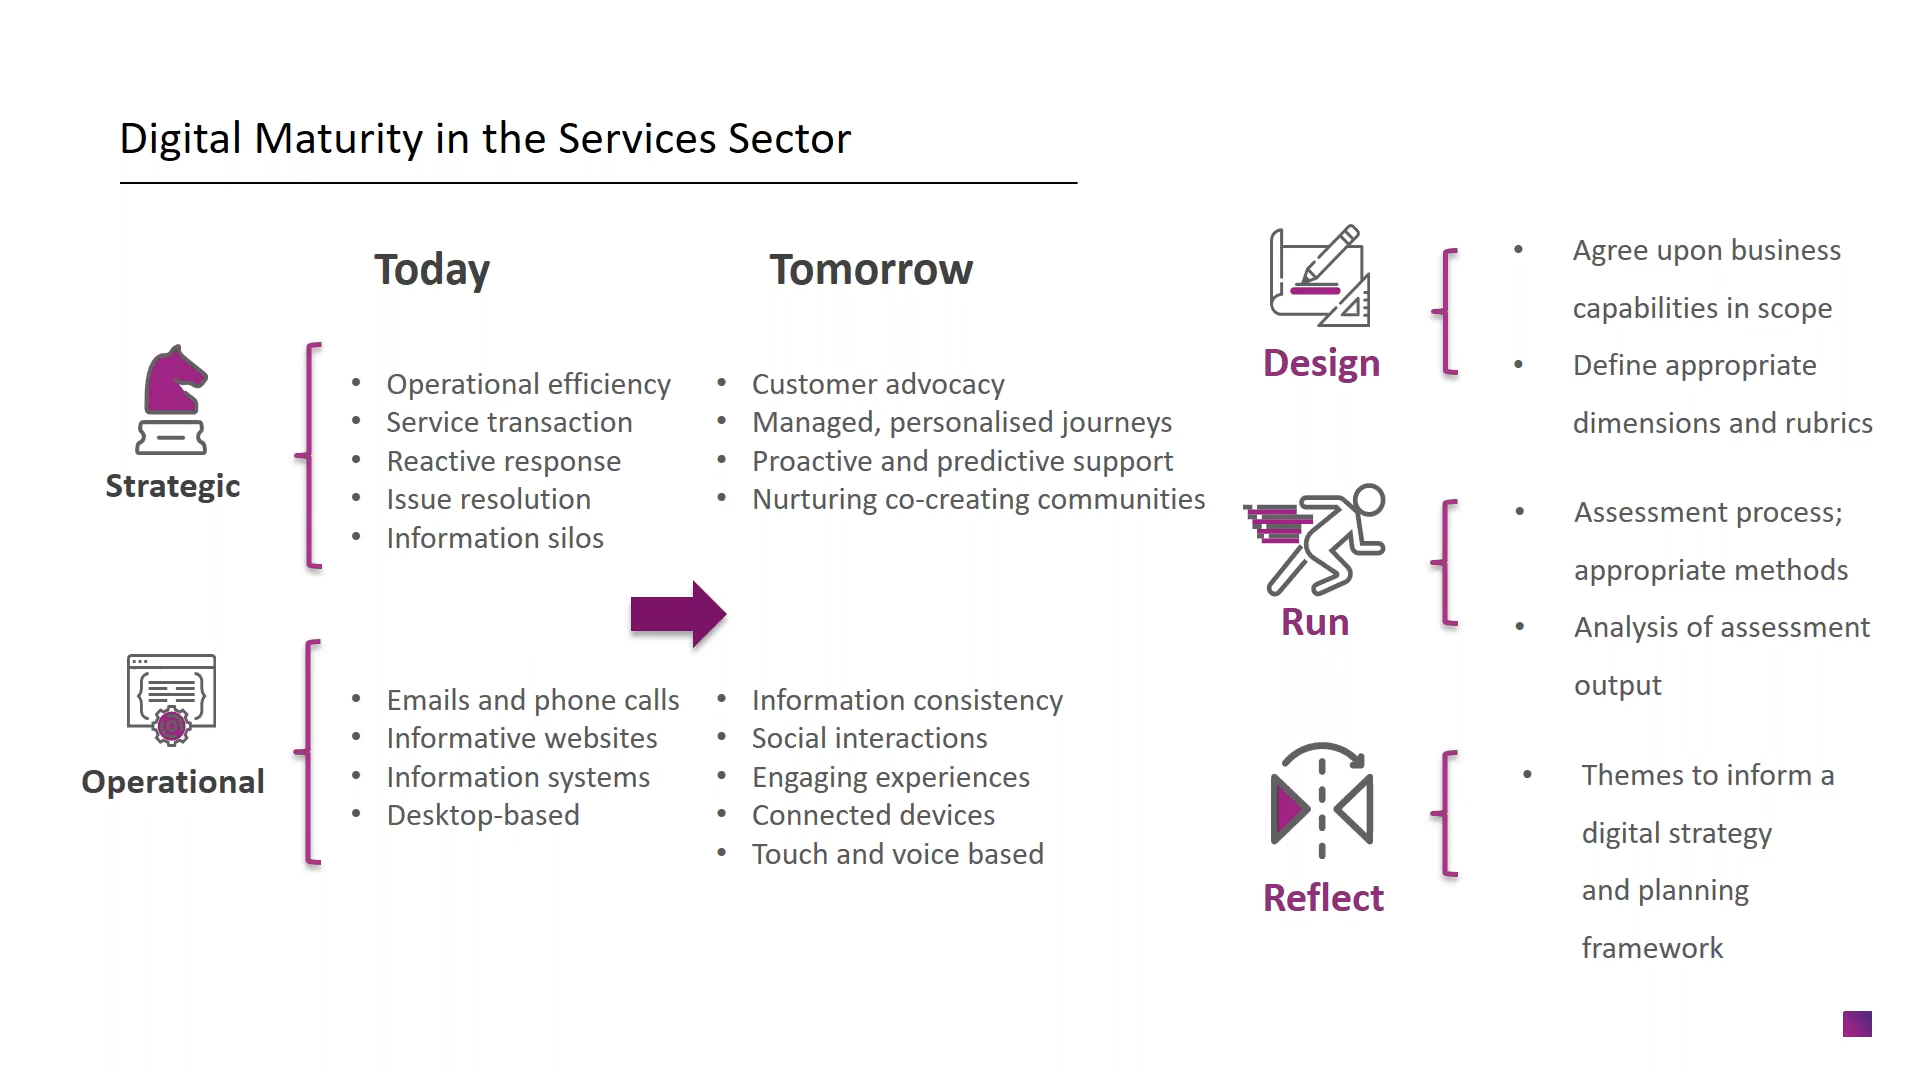 Digital Maturity in the Services Sector
Today
Tomorrow
Strategic
• Operational efficiency
• Service transaction
• Reactive response
• Issue resolution
• Information silos
• Customer advocacy
• Managed, personalised journeys
• Proactive and predictive support
• Nurturing co-creating communities
Operational
• Emails and phone calls
• Informative websites
• Information systems
• Desktop-based
• Information consistency
• Social interactions
• Engaging experiences
• Connected devices
• Touch and voice based
Design
• Agree upon business
capabilities in scope
• Define appropriate
dimensions and rubrics
Run
• Assessment process;
appropriate methods
• Analysis of assessment
output
Reflect
• Themes to inform a
digital strategy
and planning
framework